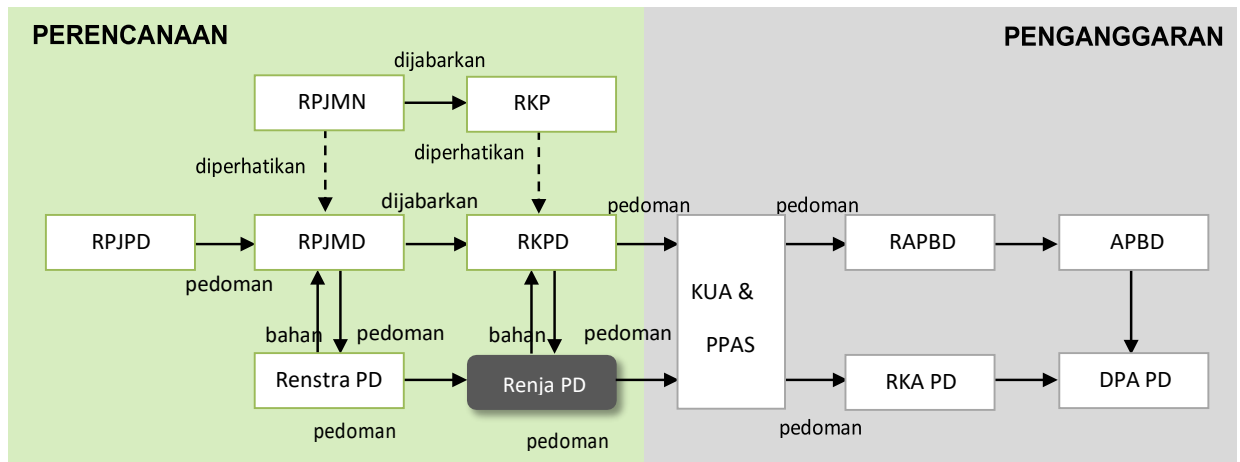 PERENCANAAN
PENGANGGARAN
dijabarkan
RPJMN
RKP
diperhatikan
diperhatikan
dijabarkan
pedoman
pedoman
RPJPD
RPJMD
RKPD
RAPBD
APBD
pedoman
KUA &
PPAS
bahan
pedoman
bahan
pedoman
Renstra PD
Renja PD
RKA PD
DPA PD
pedoman
pedoman
pedoman